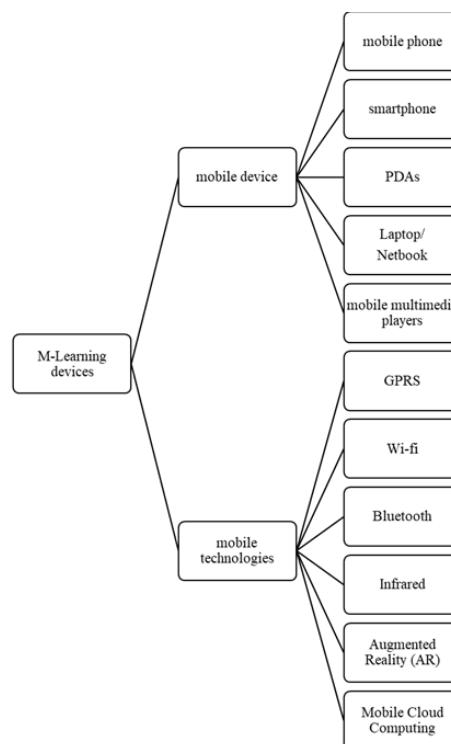 mobile phone
smartphone
mobile device
PDAs
Laptop/
Netbook
mobile multimedi
players
M-Learning
devices
GPRS
Wi-fi
Bluetooth
mobile
technologies
Infrared
Augmented
Reality (AR)
Mobile Cloud
Computing